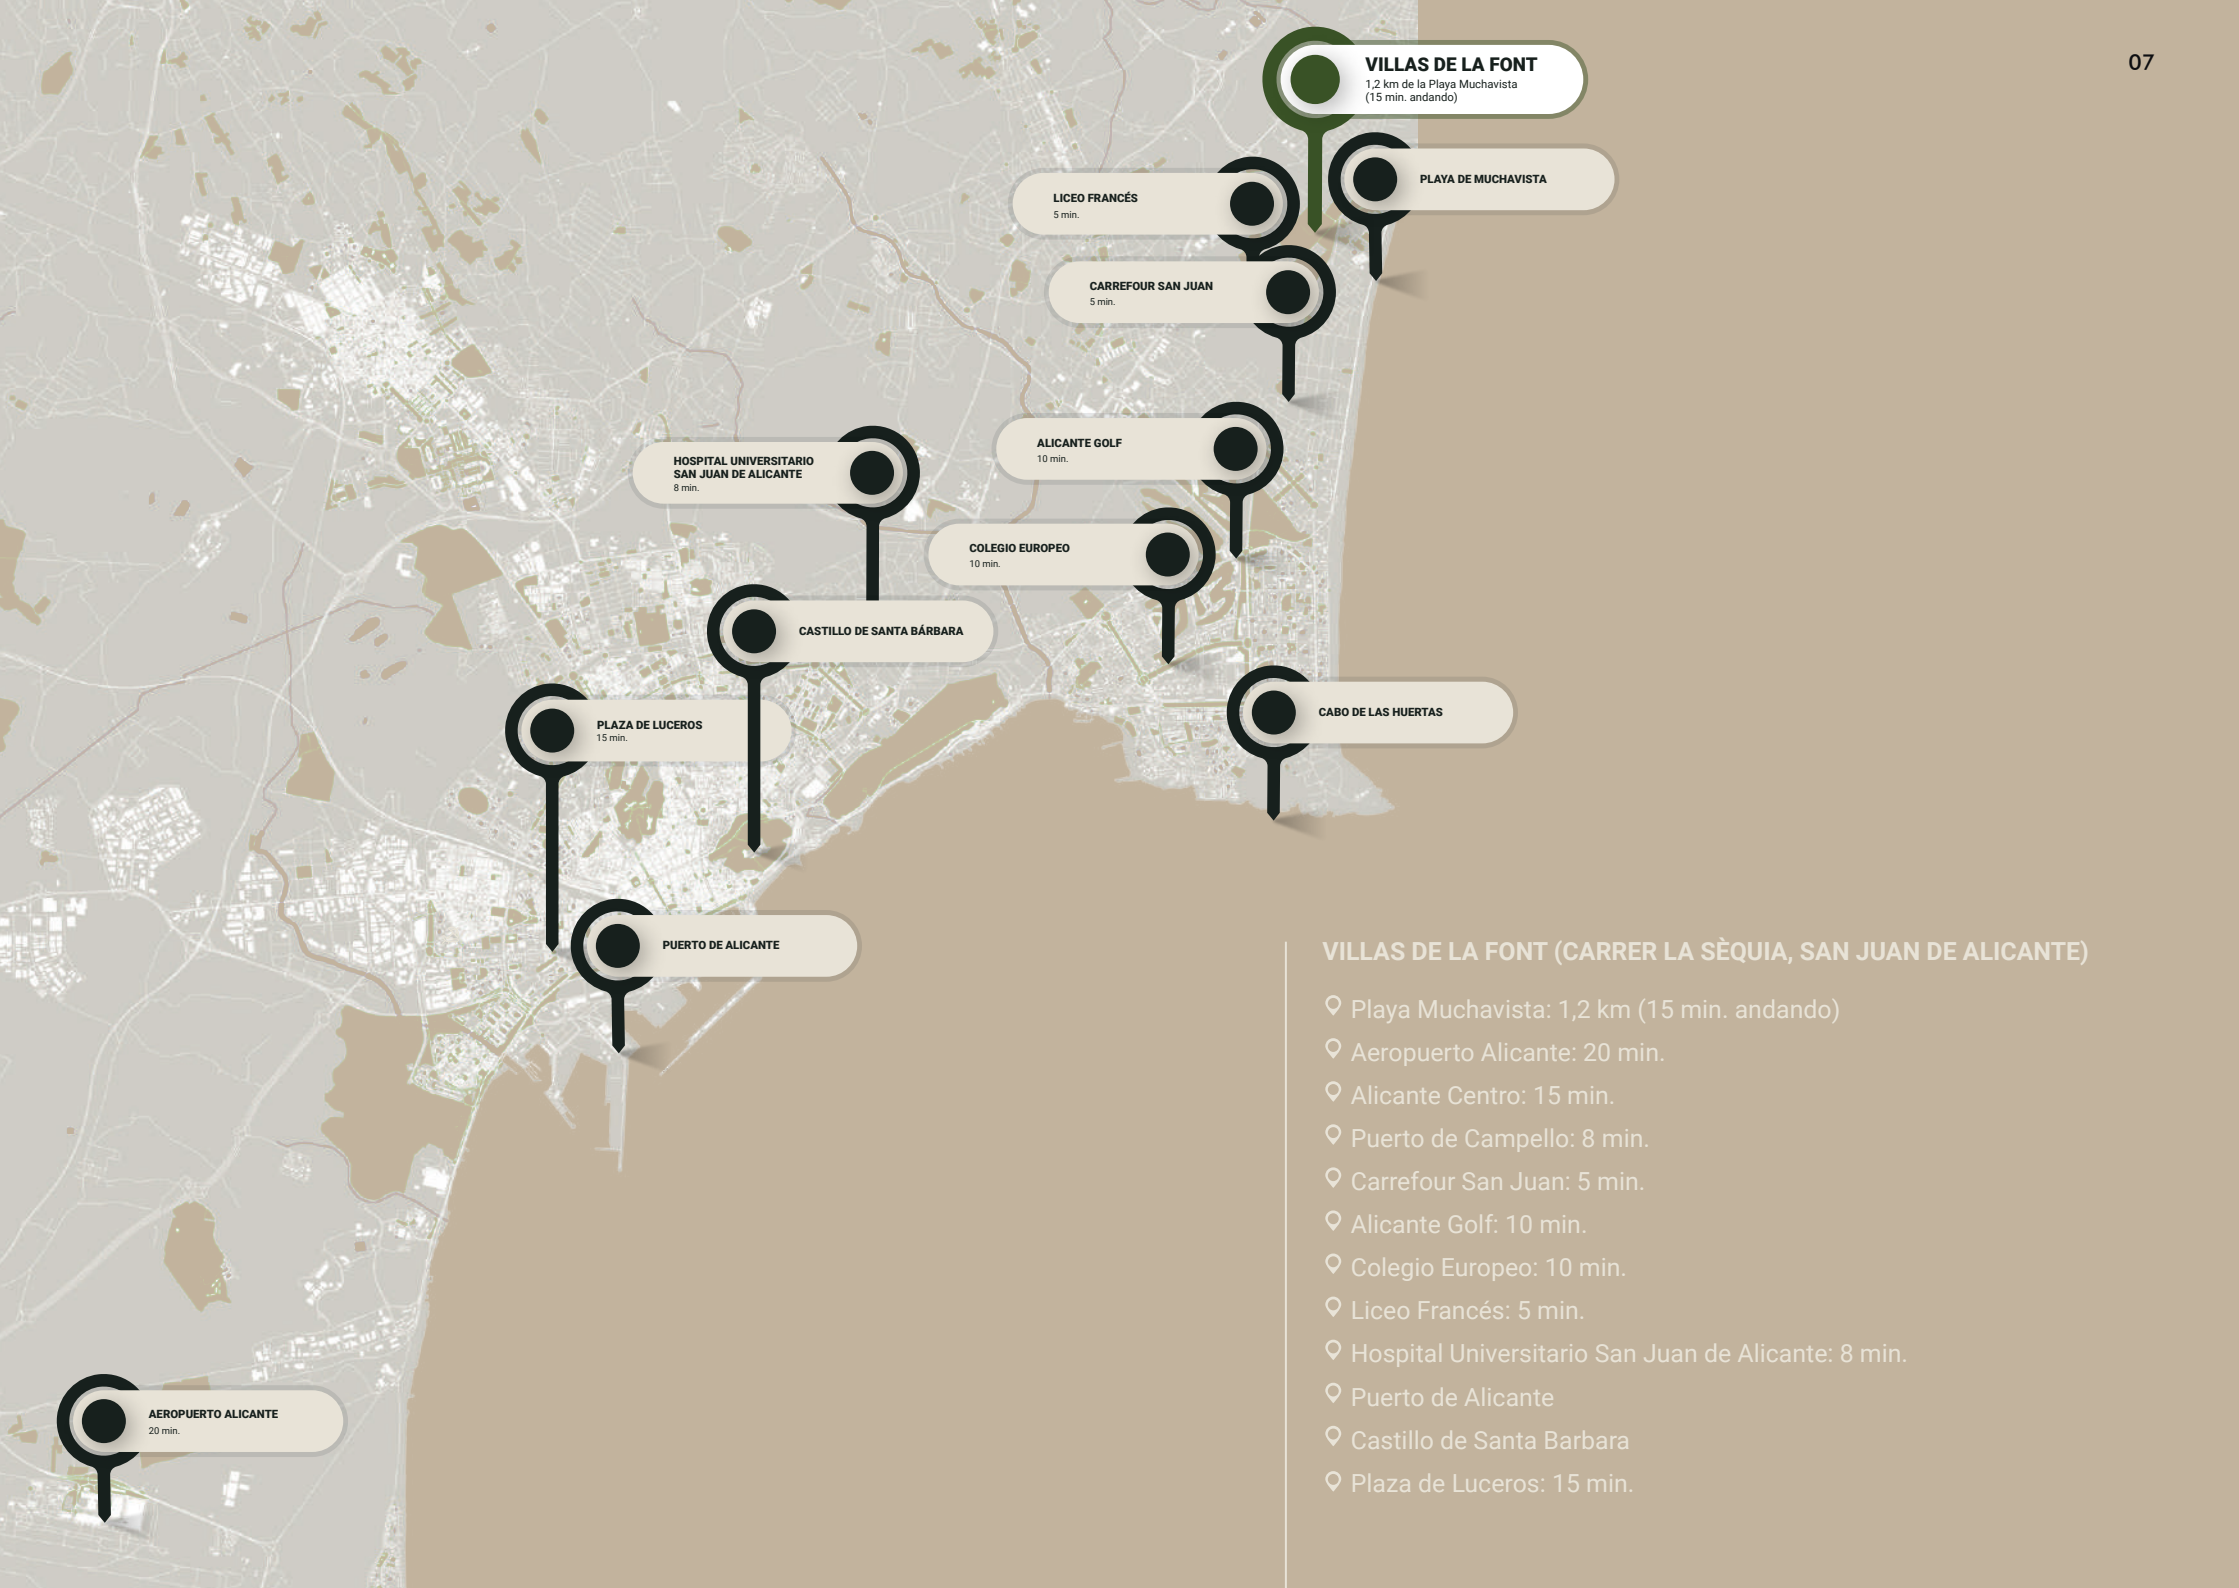 07
VILLAS DE LA FONT
1,2 km de la Playa Muchavista
(15 min. andando)
PLAYA DE MUCHAVISTA
LICEO FRANCÉS
5 min.
CARREFOUR SAN JUAN
5 min.
ALICANTE GOLF
10 min.
HOSPITAL UNIVERSITARIO
SAN JUAN DE ALICANTE
8 min.
COLEGIO EUROPEO
10 min.
CASTILLO DE SANTA BÁRBARA
CABO DE LAS HUERTAS
PLAZA DE LUCEROS
15 min.
PUERTO DE ALICANTE
AEROPUERTO ALICANTE
20 min.
VILLAS DE LA FONT (CARRER LA SÈQUIA, SAN JUAN DE ALICANTE)
Playa Muchavista: 1,2 km (15 min. andando)
Aeropuerto Alicante: 20 min.
Alicante Centro: 15 min.
Puerto de Campello: 8 min.
Carrefour San Juan: 5 min.
Alicante Golf: 10 min.
Colegio Europeo: 10 min.
Liceo Francés: 5 min.
Hospital Universitario San Juan de Alicante: 8 min.
Puerto de Alicante
Castillo de Santa Barbara
Plaza de Luceros: 15 min.